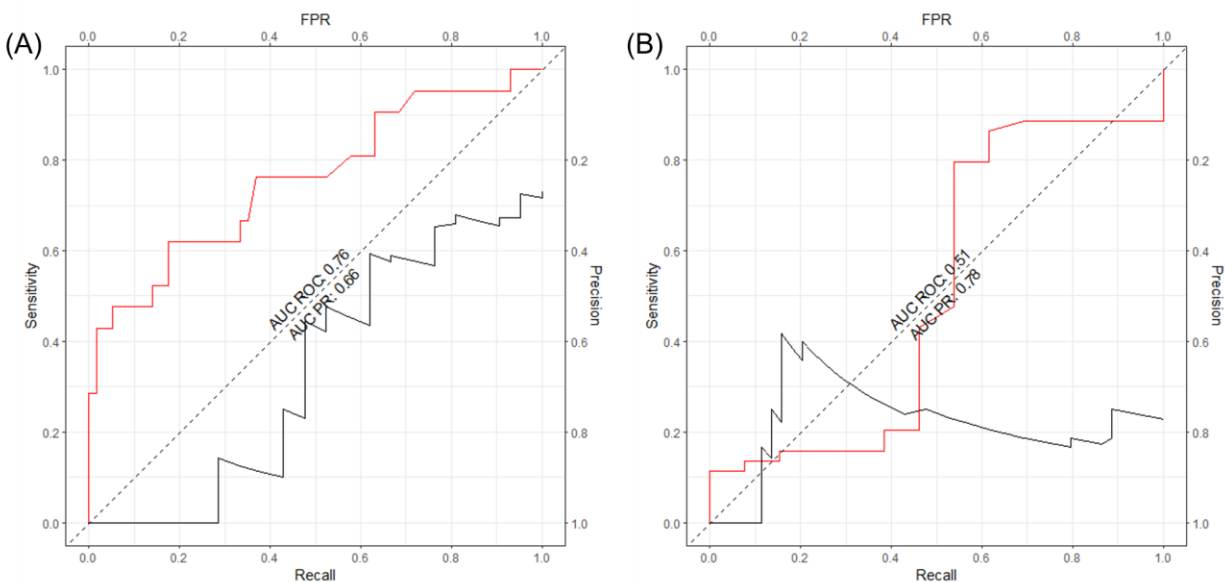 (A)
FPR
0.0 0.2 0.4 0.6 0.8 1.0
1.0
0.8
0.6
0.4
0.2
0.0
Sensitivity
AUC ROC: 0.76
AUC PR: 0.66
0.2
0.4
0.6
0.8
1.0
Precision
0.0 0.2 0.4 0.6 0.8 1.0
Recall
(B)
FPR
0.0 0.2 0.4 0.6 0.8 1.0
1.0
0.8
0.6
0.4
0.2
0.0
Sensitivity
AUC ROC: 0.51
AUC PR: 0.78
0.2
0.4
0.6
0.8
1.0
Precision
0.0 0.2 0.4 0.6 0.8 1.0
Recall